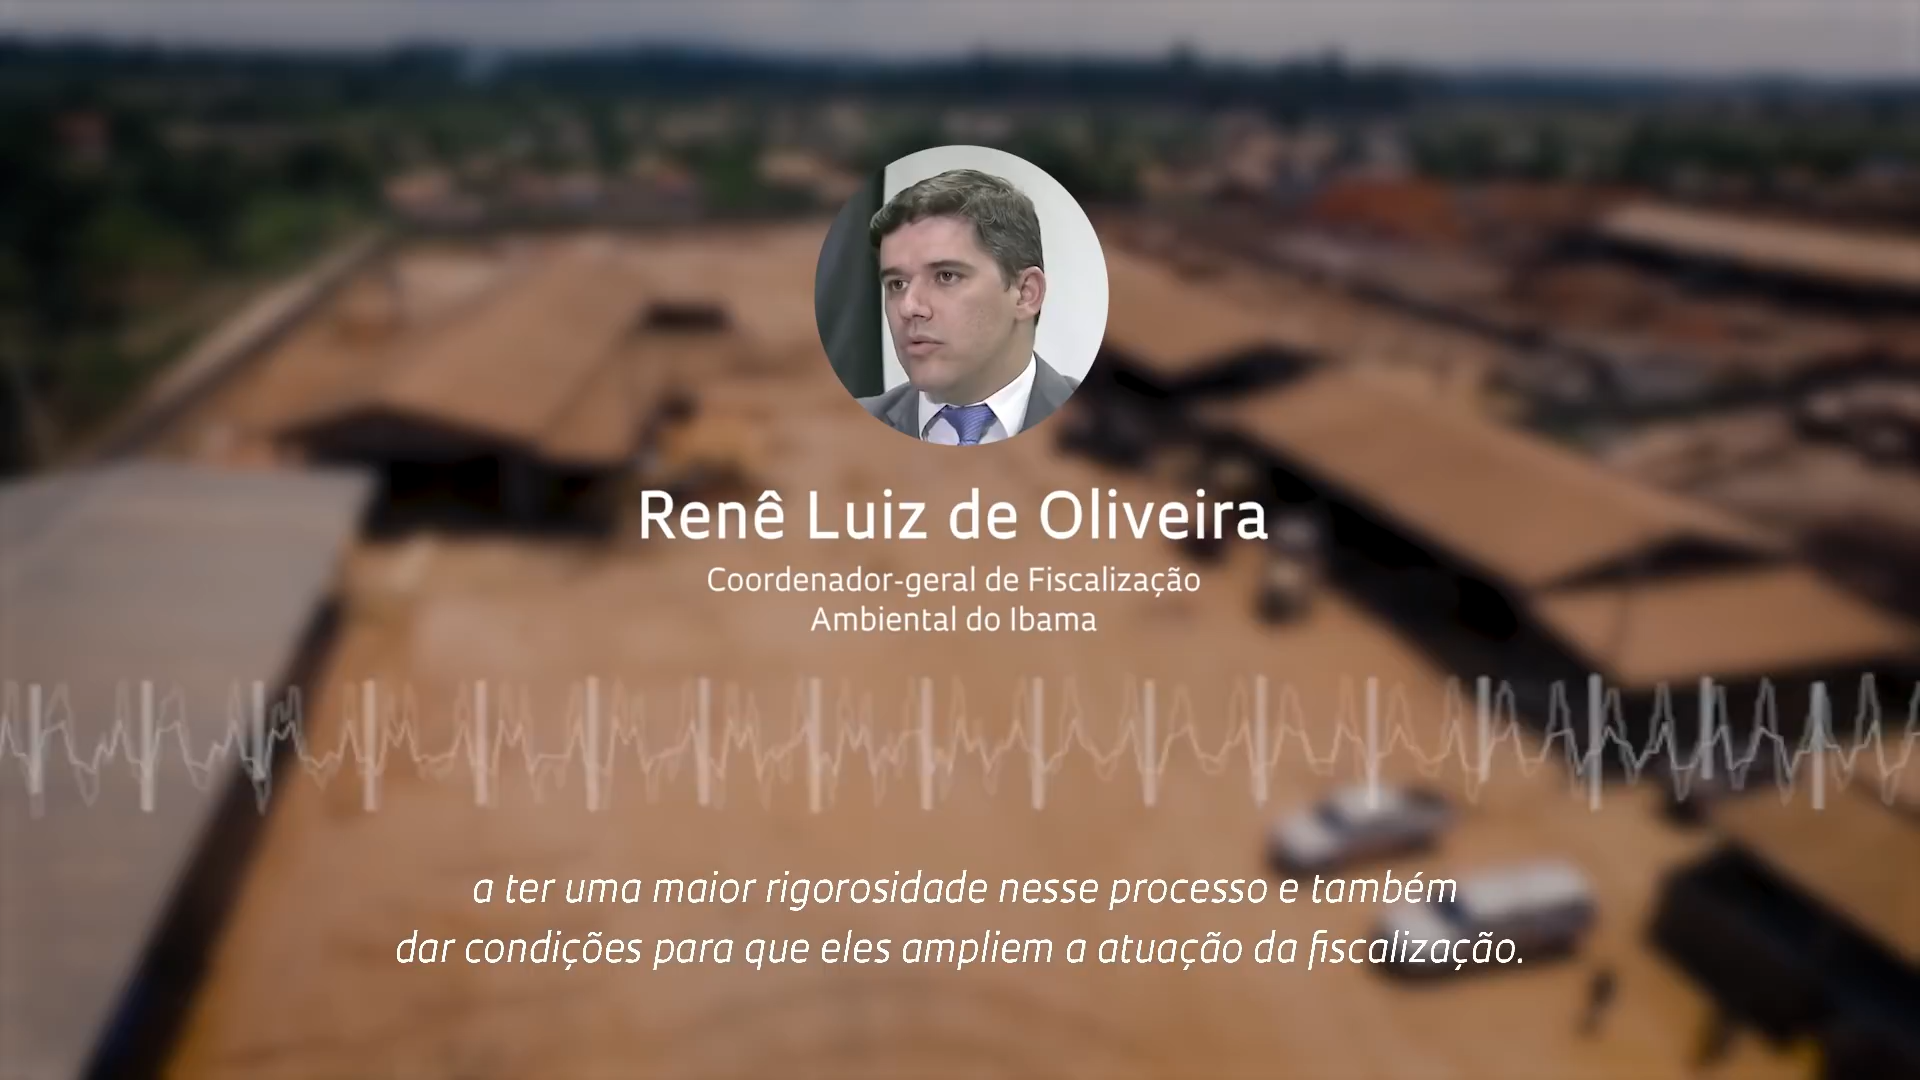 Renê Luiz de Oliveira
Coordenador-geral de Fiscalização
Ambiental do Ibama
a ter uma maior rigorosidade nesse processo e também
dar condições para que eles ampliem a atuação da fiscalização.